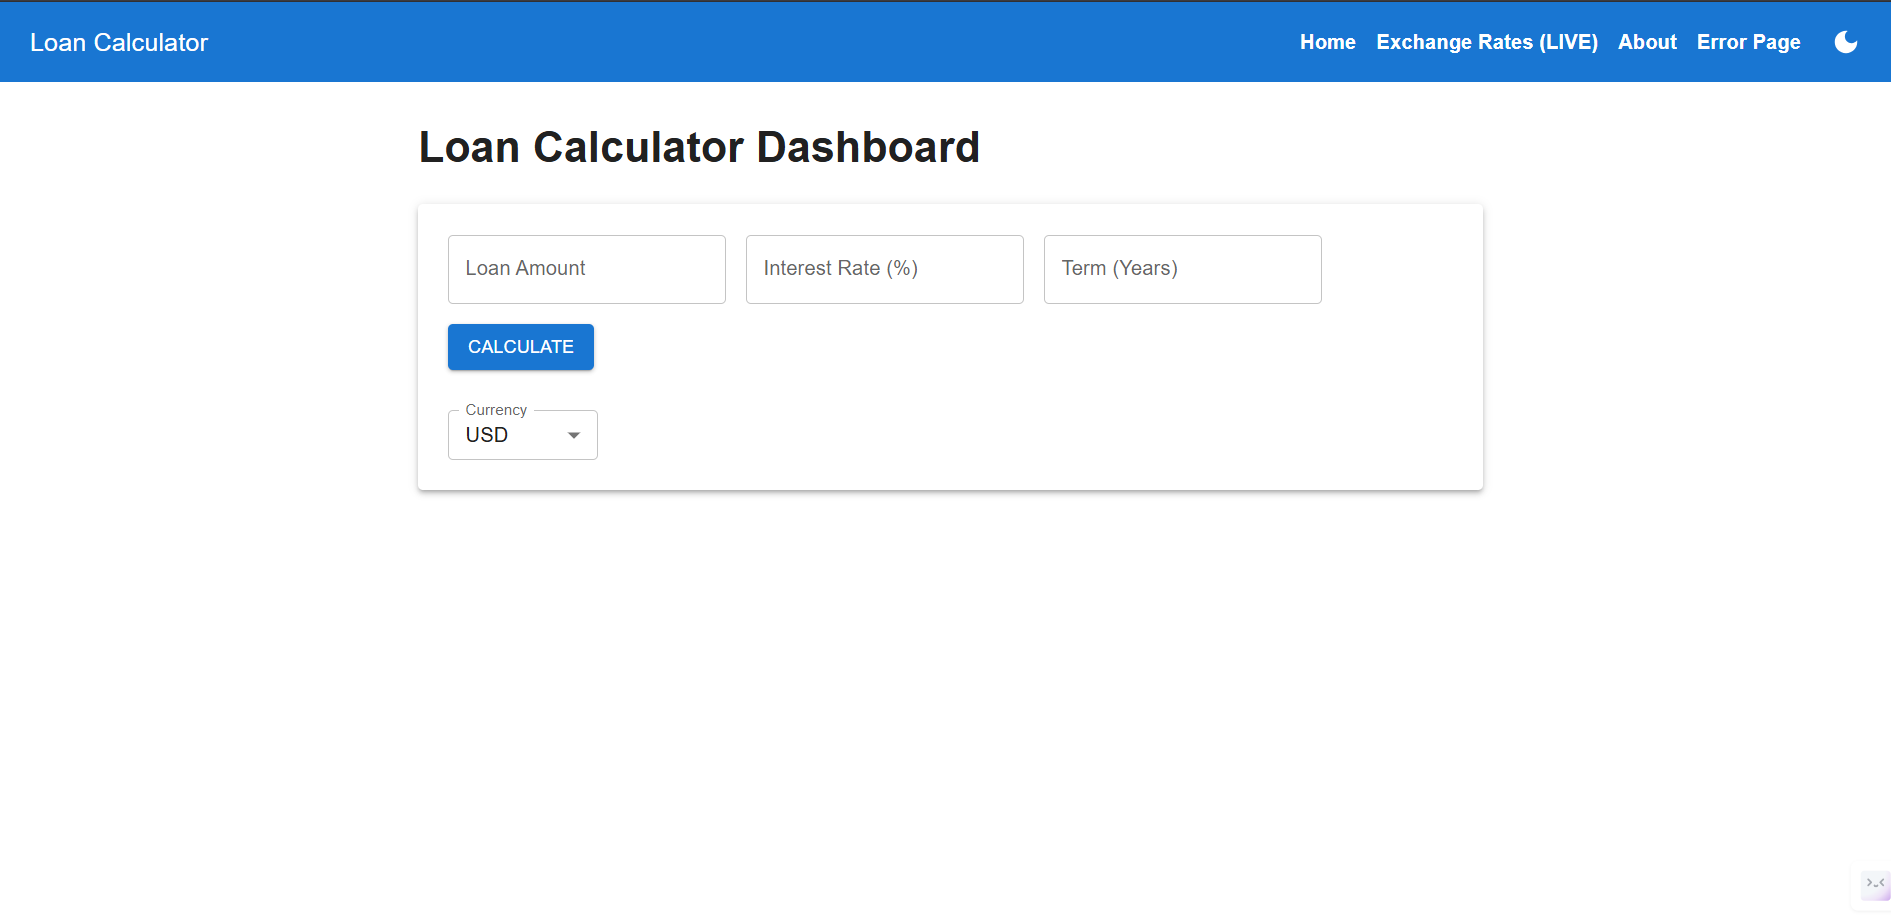 Loan Calculator
Home Exchange Rates (LIVE) About Error Page
Loan Calculator Dashboard
Loan Amount Interest Rate (%) Term (Years)
CALCULATE
Currency
USD